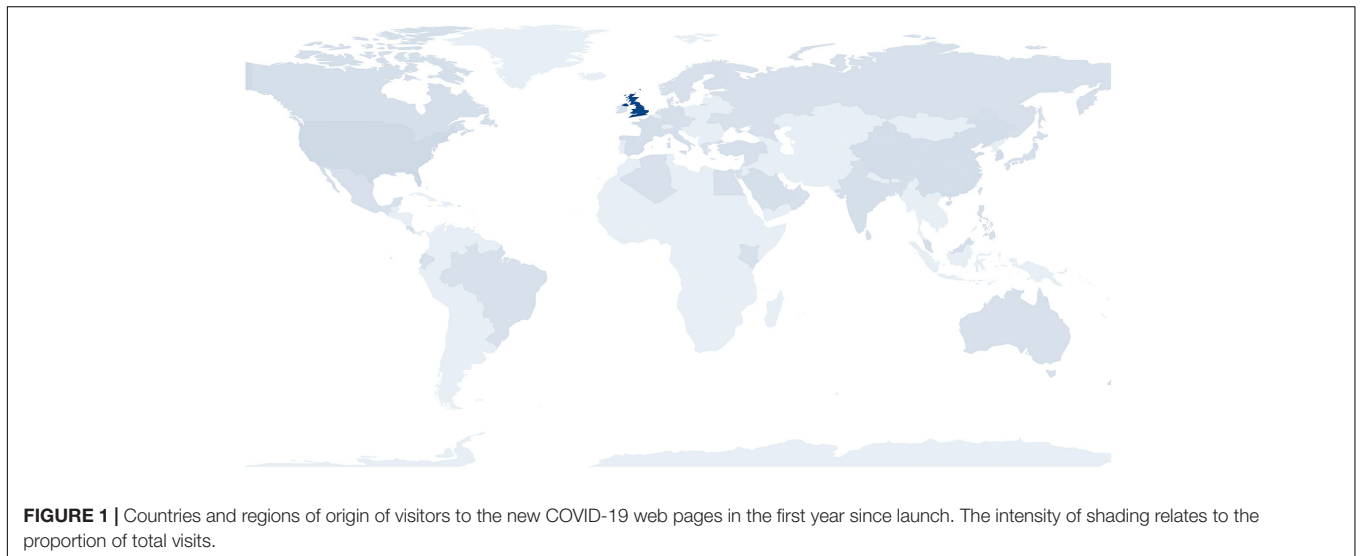 FIGURE 1 | Countries and regions of origin of visitors to the new COVID-19 web pages in the first year since launch. The intensity of shading relates to the
proportion of total visits.